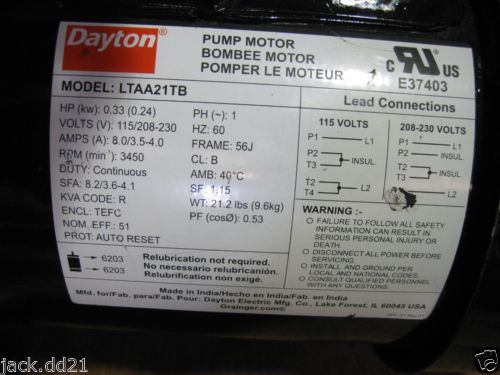 Dayton
PUMP MOTOR
BOMBEE MOTOR
POMPER LE MOTEUR
C US
E37403
MODEL: LTAA21TB
HP (kw): 0.33 (0.24)
VOLTS (V): 115/208-230
AMPS (A): 8.0/3.5-4.0
RPM (min¹): 3450
DUTY: Continuous
SFA: 8.2/3.6-4.1
KVA CODE: R
ENCL: TEFC
NOM. EFF.: 51
PROT: AUTO RESET
PH (~): 1
HZ: 60
FRAME: 56J
CL: B
AMB: 40°C
SF: 1.15
WT: 21.2 lbs (9.6kg)
PF (cosØ): 0.53
Lead Connections
115 VOLTS
P1 L1
P2
T3 INSUL.
T2
T4 L2
208-230 VOLTS
P1 L1
P2 INSUL.
T3
T2
L2
WARNING :-
FAILURE TO FOLLOW ALL SAFETY
INFORMATION CAN RESULT IN
SERIOUS PERSONAL INJURY OR
DEATH.
DISCONNECT ALL POWER BEFORE
SERVICING.
INSTALL AND GROUND PER
LOCAL AND NATIONAL CODES.
CONSULT QUALIFIED PERSONNEL
WITH ANY QUESTIONS.
6203
6203
Relubrication not required.
No necesario relubricación.
Relubrification non exigé.
Made in India/Hecho en India/Fab. en India
Mfd. for/Fab. para/Fab. Pour: Dayton Electric Mfg. Co., Lake Forest, IL 60045 USA
Grainger.com
jack.dd21
jack.dd21